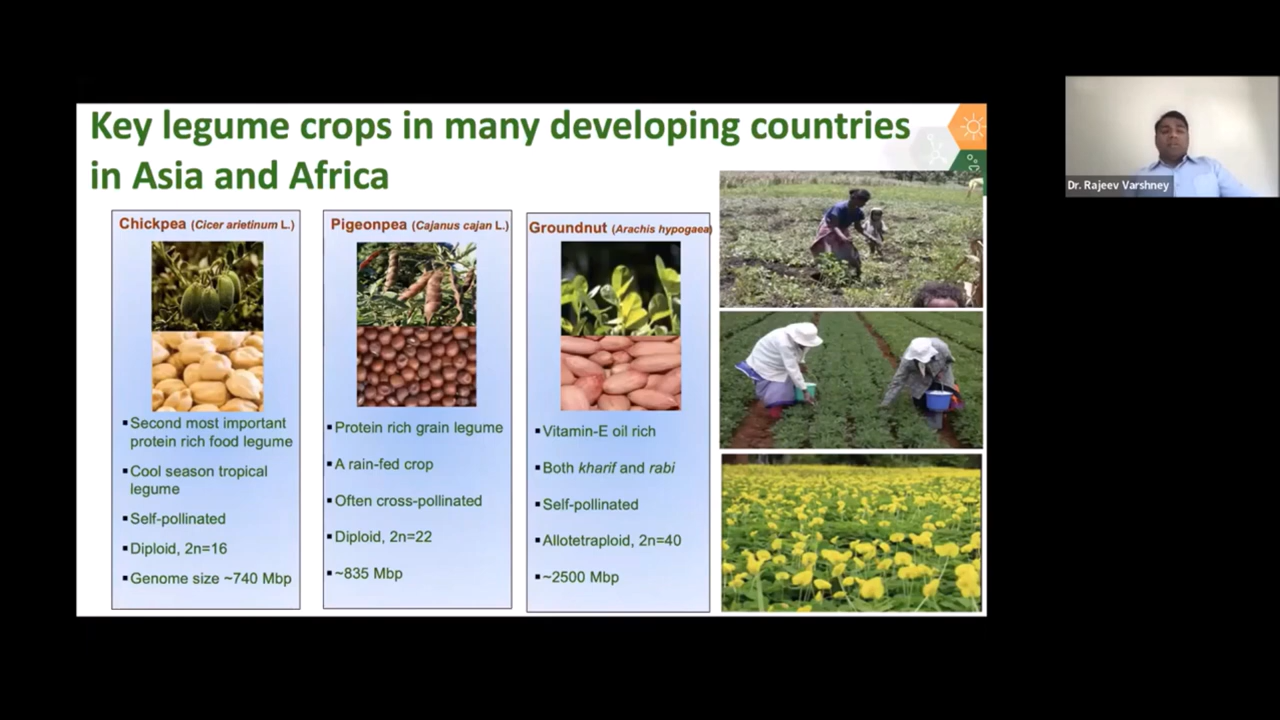 Key legume crops in many developing countries
in Asia and Africa
Chickpea (Cicer arietinum L.)
▪Second most important
protein rich food legume
▪Cool season tropical
legume
▪Self-pollinated
▪Diploid, 2n=16
▪Genome size ~740 Mbp
Pigeonpea (Cajanus cajan L.)
▪Protein rich grain legume
▪A rain-fed crop
▪Often cross-pollinated
▪Diploid, 2n=22
▪~835 Mbp
Groundnut (Arachis hypogaea)
▪Vitamin-E oil rich
▪Both kharif and rabi
▪Self-pollinated
▪Allotetraploid, 2n=40
▪~2500 Mbp
Dr. Rajeev Varshney